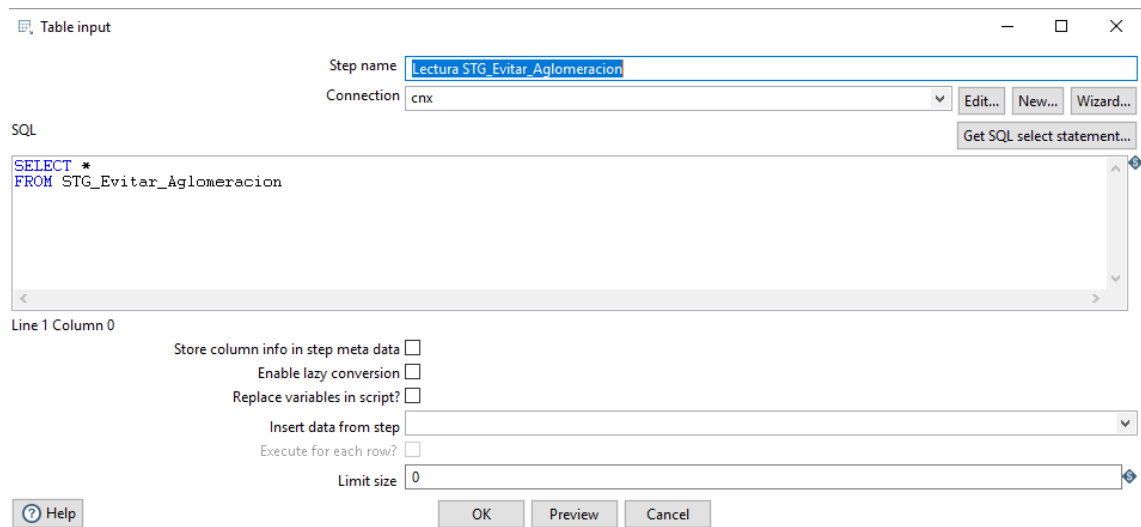 Table input
Step name Lectura STG_Evitar_Aglomeracion
Connection cnx Edit... New... Wizard...
SQL Get SQL select statement...
SELECT *
FROM STG_Evitar_Aglomeracion
Line 1 Column 0
Store column info in step meta data
Enable lazy conversion
Replace variables in script?
Insert data from step
Execute for each row?
Limit size 0
Help OK Preview Cancel